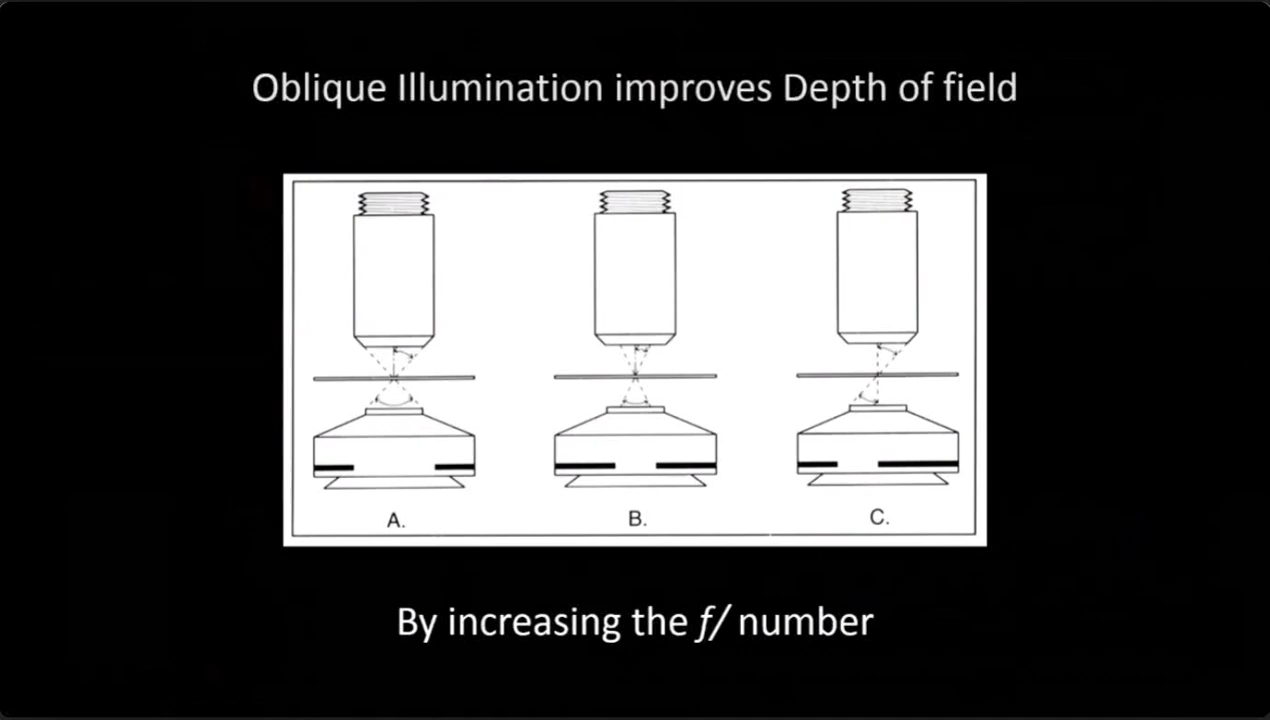 Oblique Illumination improves Depth of field
A. B. C.
By increasing the f/ number